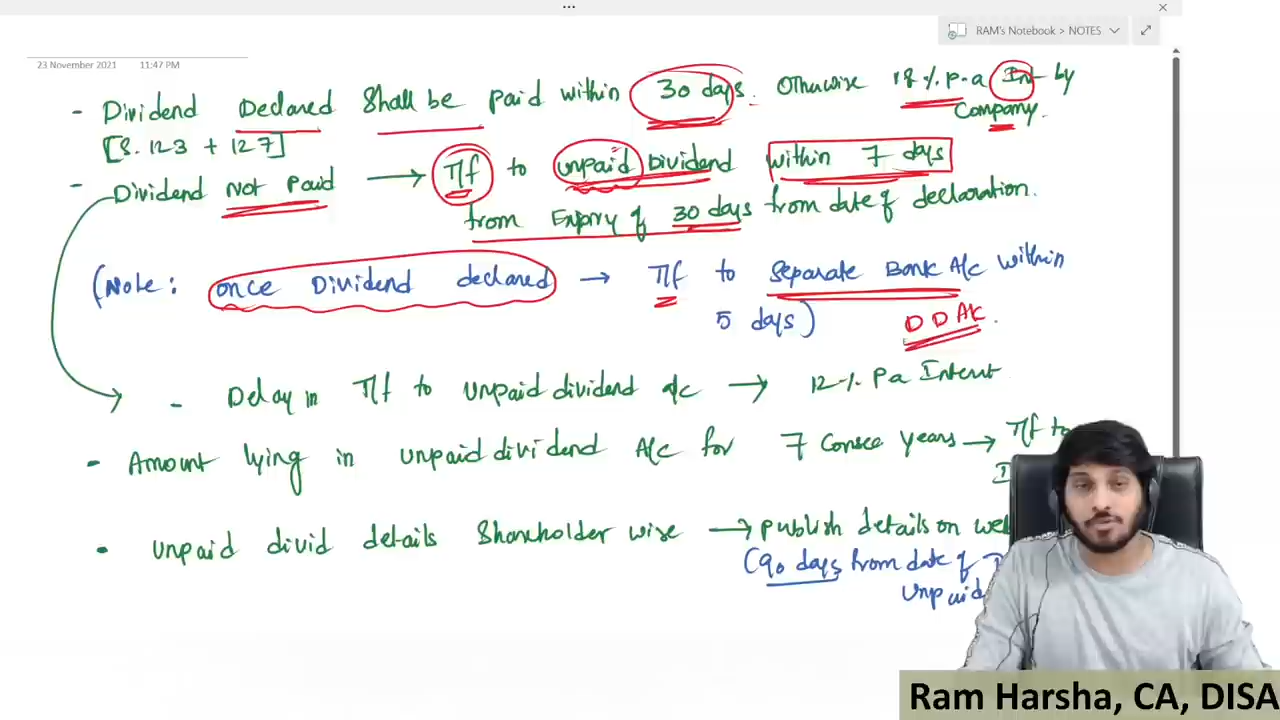 RAM's Notebook > NOTES
23 November 2021 11:47 PM
- Dividend Declared Shall be paid within 30 days. Otherwise 18% P.a Int by
Company.
[S. 123 + 127]
- Dividend Not Paid → T/f to unpaid Dividend within 7 days
from Expiry of 30 days from date of declaration.
(Note: once Dividend declared → T/f to Separate Bank A/c within
5 days)
D D A/c.
- Delay in T/f to Unpaid dividend a/c → 12% Pa Interest
- Amount lying in unpaid dividend A/c for 7 Consec years → T/f to
• Unpaid divid details Shareholder wise → publish details on
(90 days from date of
Unpaid
Ram Harsha, CA, DISA